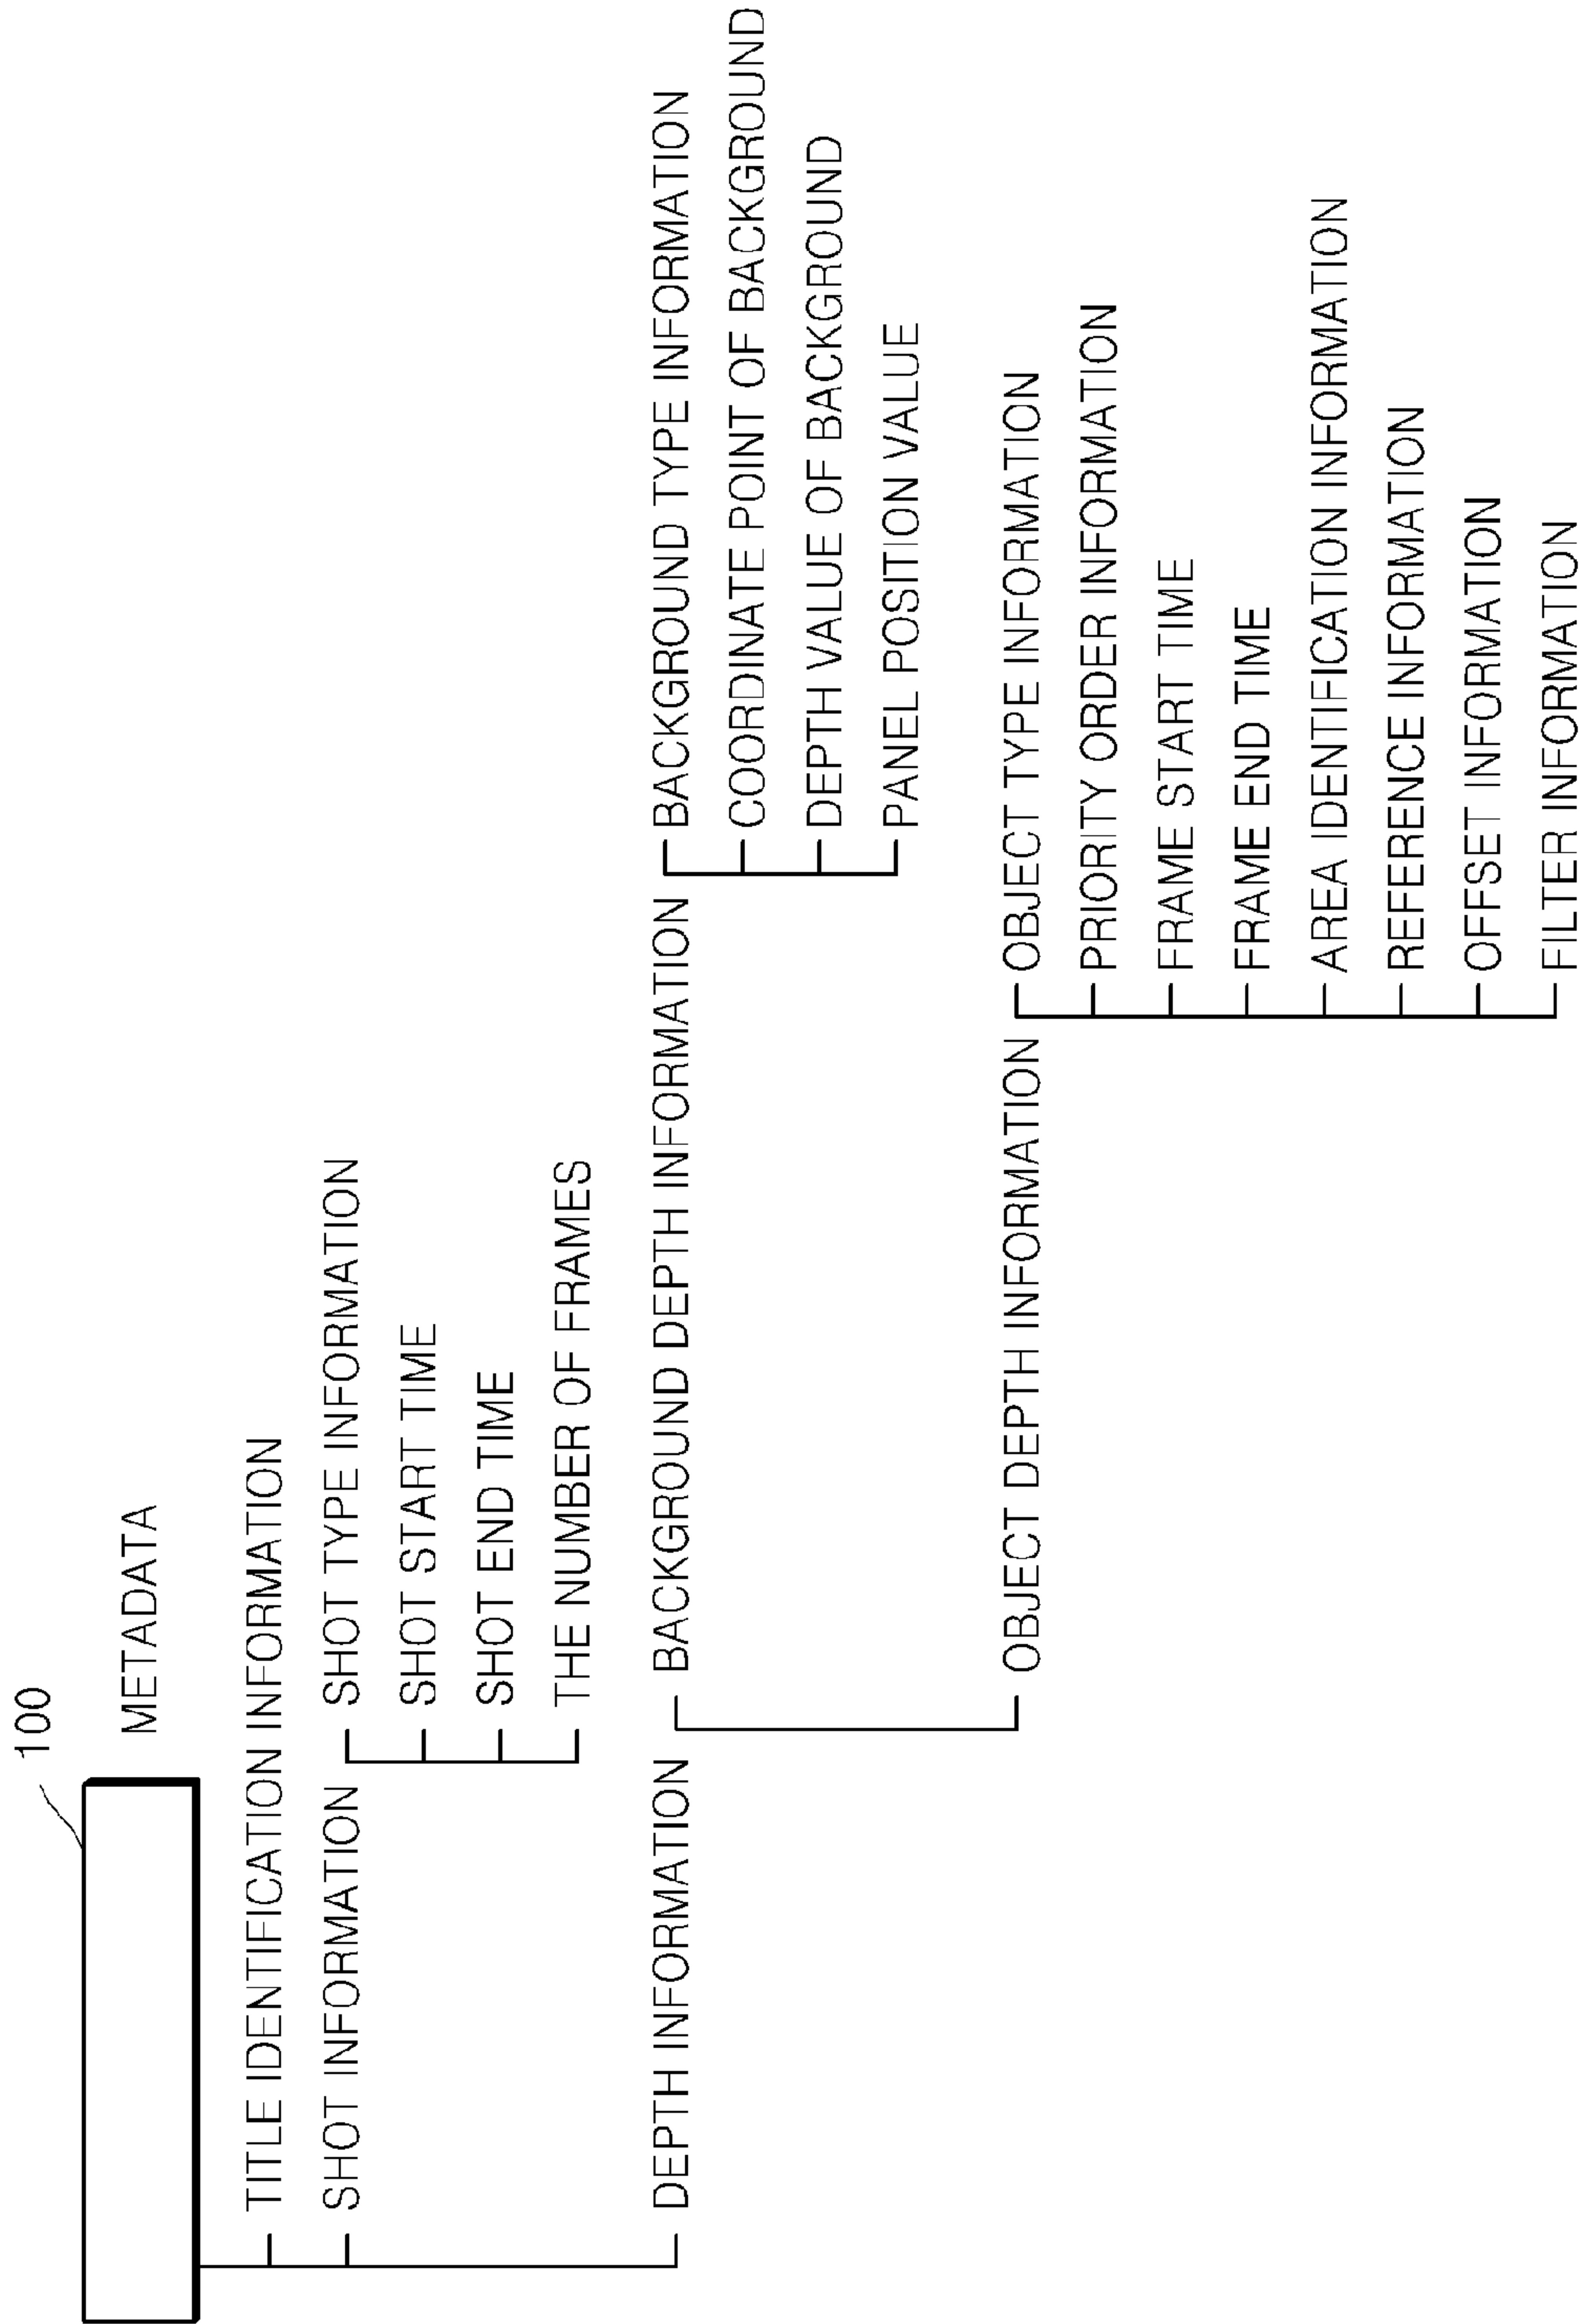 100
METADATA
TITLE IDENTIFICATION INFORMATION
SHOT INFORMATION
SHOT TYPE INFORMATION
SHOT START TIME
SHOT END TIME
THE NUMBER OF FRAMES
DEPTH INFORMATION
BACKGROUND DEPTH INFORMATION
BACKGROUND TYPE INFORMATION
COORDINATE POINT OF BACKGROUND
DEPTH VALUE OF BACKGROUND
PANEL POSITION VALUE
OBJECT DEPTH INFORMATION
OBJECT TYPE INFORMATION
PRIORITY ORDER INFORMATION
FRAME START TIME
FRAME END TIME
AREA IDENTIFICATION INFORMATION
REFERENCE INFORMATION
OFFSET INFORMATION
FILTER INFORMATION